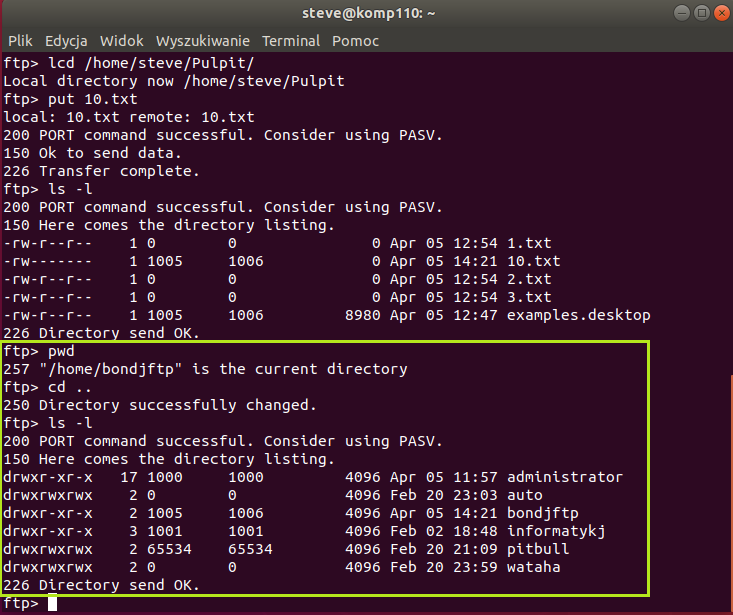 steve@komp110: ~
Plik Edycja Widok Wyszukiwanie Terminal Pomoc
ftp> lcd /home/steve/Pulpit/
Local directory now /home/steve/Pulpit
ftp> put 10.txt
local: 10.txt remote: 10.txt
200 PORT command successful. Consider using PASV.
150 Ok to send data.
226 Transfer complete.
ftp> ls -l
200 PORT command successful. Consider using PASV.
150 Here comes the directory listing.
-rw-r--r--    1 0        0               0 Apr 05 12:54 1.txt
-rw-------    1 1005     1006            0 Apr 05 14:21 10.txt
-rw-r--r--    1 0        0               0 Apr 05 12:54 2.txt
-rw-r--r--    1 0        0               0 Apr 05 12:54 3.txt
-rw-r--r--    1 1005     1006         8980 Apr 05 12:47 examples.desktop
226 Directory send OK.
ftp> pwd
257 "/home/bondjftp" is the current directory
ftp> cd ..
250 Directory successfully changed.
ftp> ls -l
200 PORT command successful. Consider using PASV.
150 Here comes the directory listing.
drwxr-xr-x   17 1000     1000         4096 Apr 05 11:57 administrator
drwxrwxrwx    2 0        0            4096 Feb 20 23:03 auto
drwxr-xr-x    2 1005     1006         4096 Apr 05 14:21 bondjftp
drwxr-xr-x    3 1001     1001         4096 Feb 02 18:48 informatykj
drwxrwxrwx    2 65534    65534        4096 Feb 20 21:09 pitbull
drwxrwxrwx    2 0        0            4096 Feb 20 23:59 wataha
226 Directory send OK.
ftp>